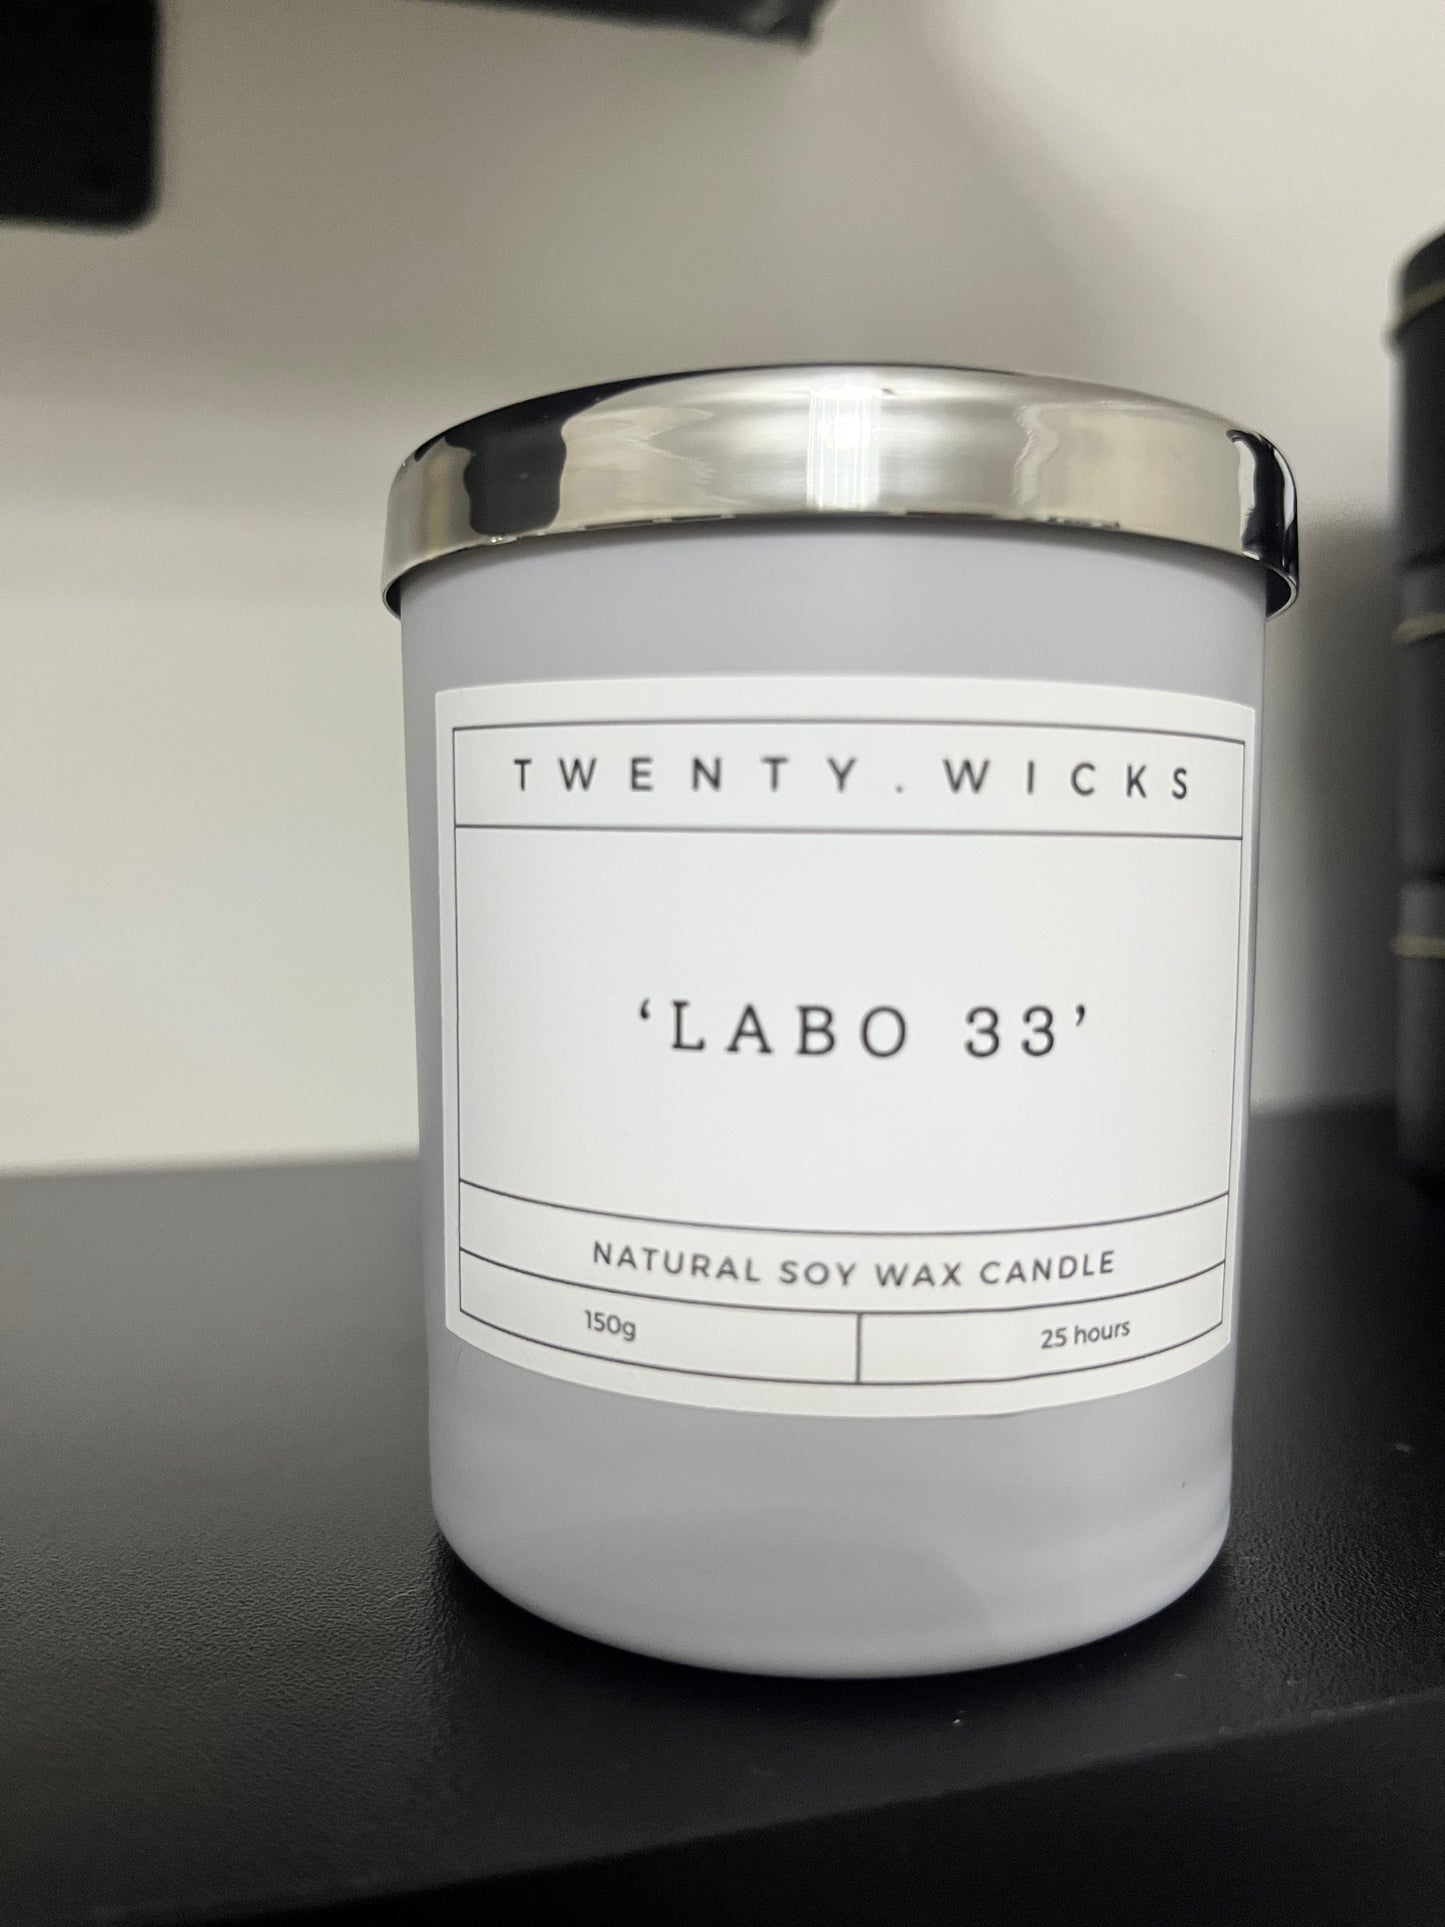 TWENTY.WICKS
‘LABO 33’
NATURAL SOY WAX CANDLE
150g
25 hours